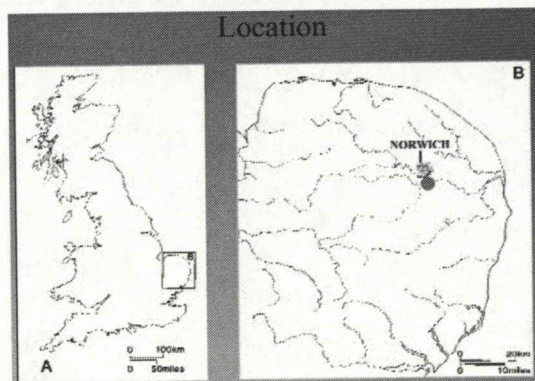 Location
B
NORWICH
B
0 100km
0 50miles
A
0 20km
0 10miles